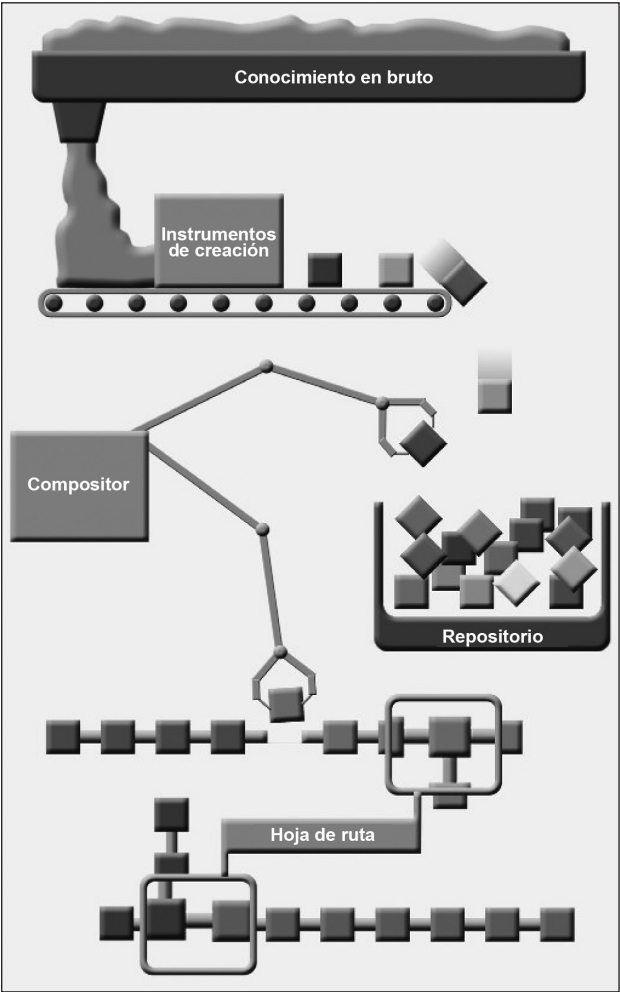 Conocimiento en bruto
Instrumentos
de creación
Compositor
Repositorio
Hoja de ruta